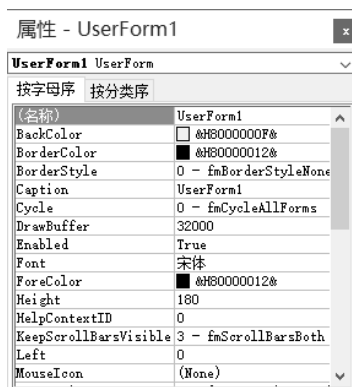 属性 - UserForm1
x
UserForm1 UserForm
按字母序 按分类序
(名称) UserForm1
BackColor &H8000000F&
BorderColor &H80000012&
BorderStyle 0 - fmBorderStyleNone
Caption UserForm1
Cycle 0 - fmCycleAllForms
DrawBuffer 32000
Enabled True
Font 宋体
ForeColor &H80000012&
Height 180
HelpContextID 0
KeepScrollBarsVisible 3 - fmScrollBarsBoth
Left 0
MouseIcon (None)